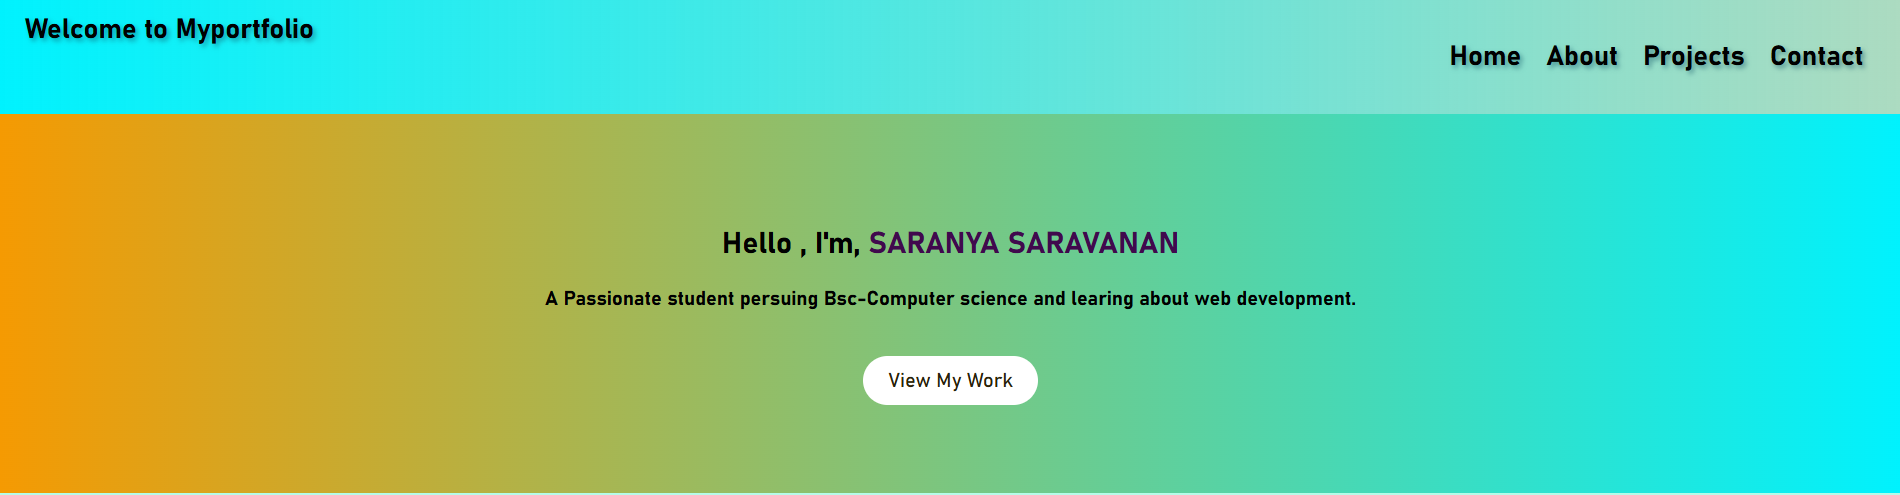 Welcome to Myportfolio
Home About Projects Contact
Hello , I'm, SARANYA SARAVANAN
A Passionate student persuing Bsc-Computer science and learing about web development.
View My Work